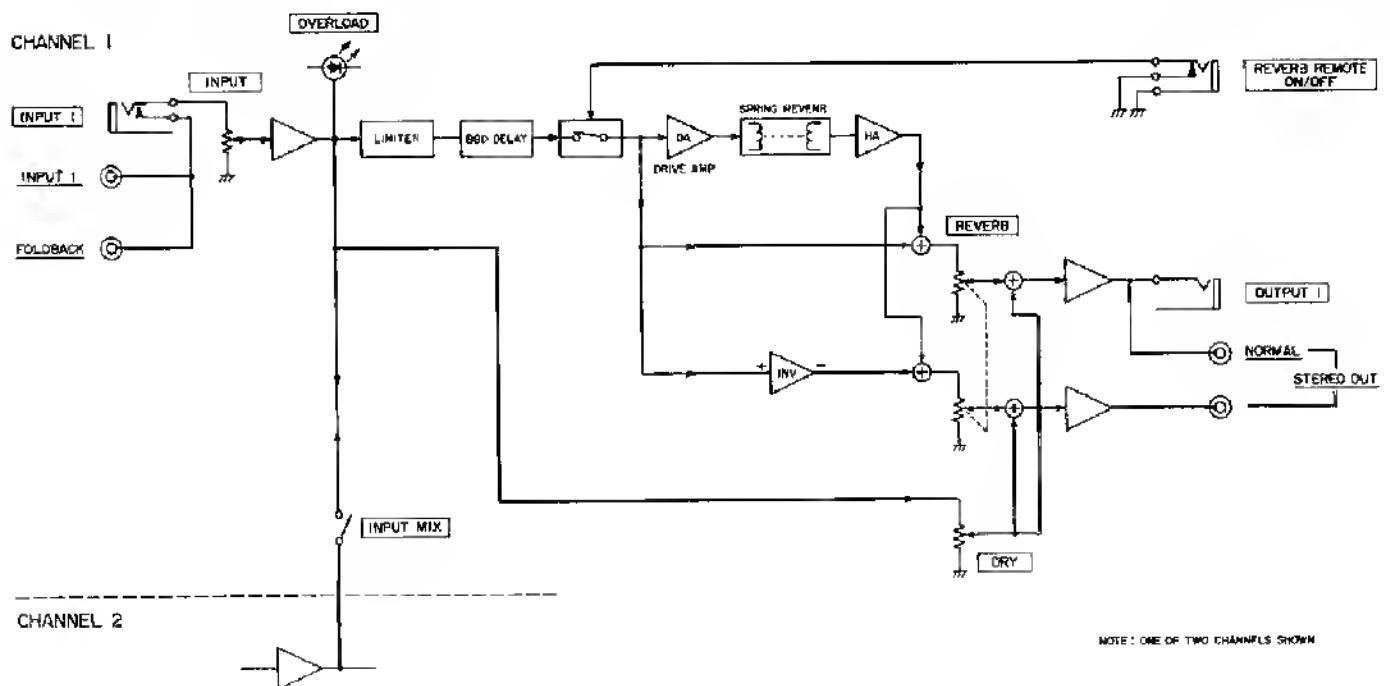 CHANNEL 1
OVERLOAD
INPUT
INPUT 1
INPUT 1
FOLDBACK
LIMITER
BBD DELAY
DA
DRIVE AMP
SPRING REVERB
HA
REVERB REMOTE
ON/OFF
REVERB
+ INV -
OUTPUT 1
NORMAL
STEREO OUT
INPUT MIX
DRY
CHANNEL 2
NOTE: ONE OF TWO CHANNELS SHOWN